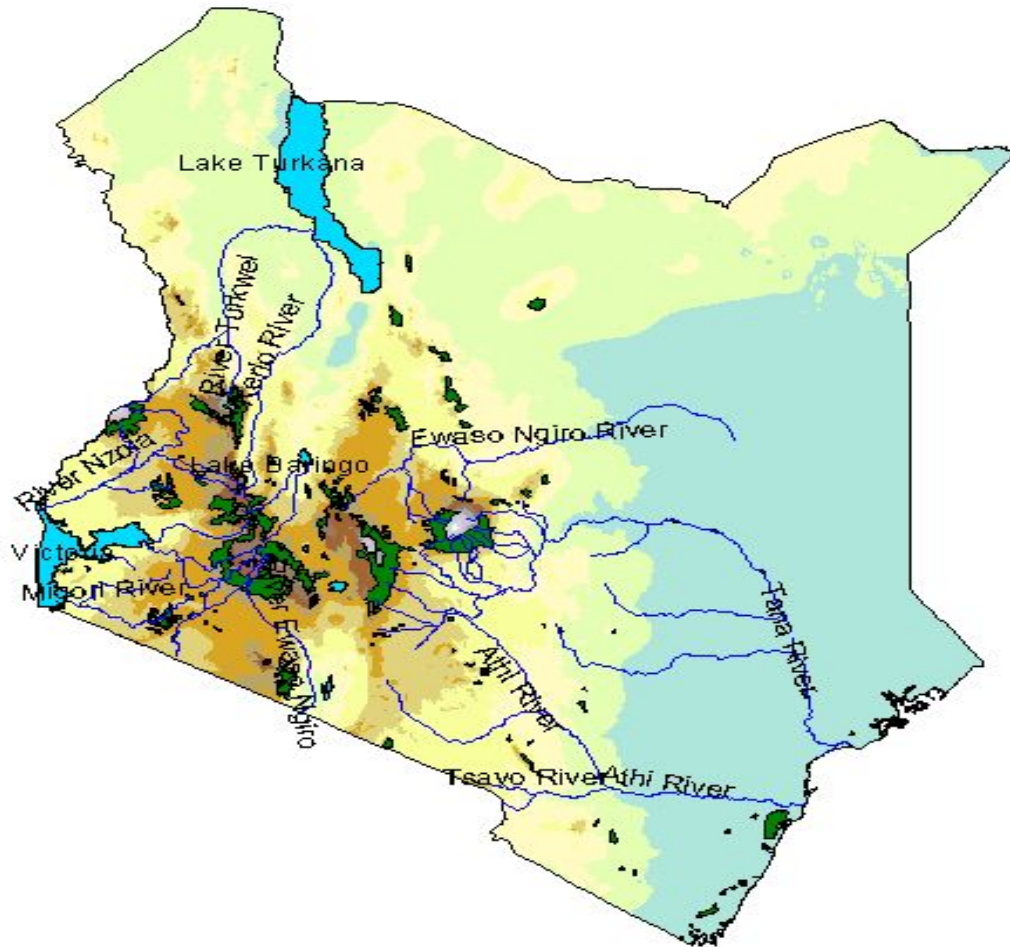 Lake Turkana
River Turkwel
Kerio River
Ewaso Ngiro River
River Nzoia
Lake Baringo
Victoria
Migori River
Ewaso Ngiro
Tana River
Athi River
Tsavo River
Athi River